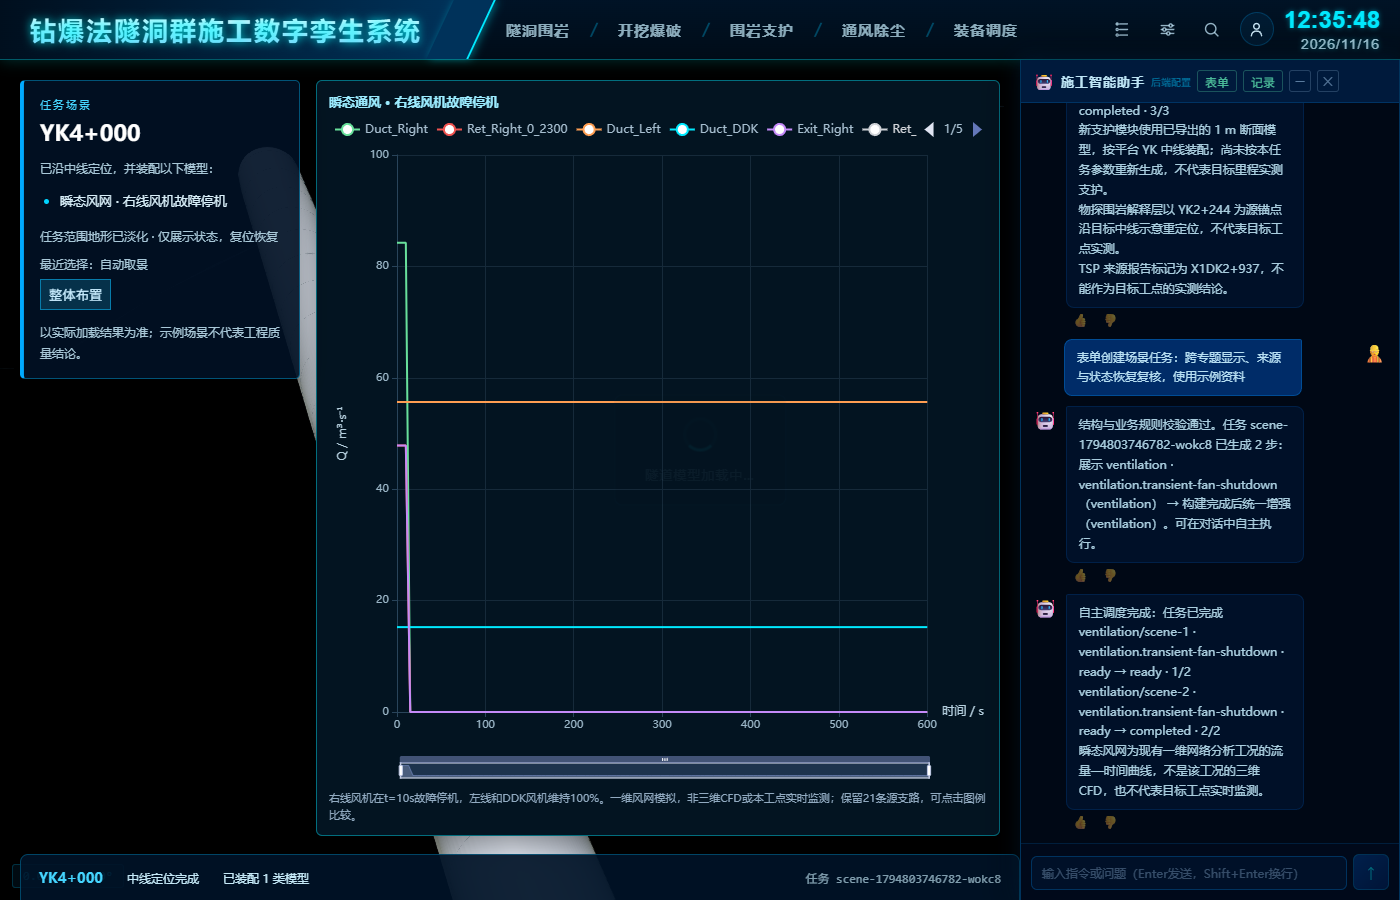 钻爆法隧洞群施工数字孪生系统
隧洞围岩 / 开挖爆破 / 围岩支护 / 通风除尘 / 装备调度
12:35:48
2026/11/16
任务场景
YK4+000
已沿中线定位，并装配以下模型：
瞬态风网 · 右线风机故障停机
任务范围地形已淡化 · 仅展示状态，复位恢复
最近选择：自动取景
整体布置
以实际加载结果为准；示例场景不代表工程质
量结论。
瞬态通风 • 右线风机故障停机
Duct_Right Ret_Right_0_2300 Duct_Left Duct_DDK Exit_Right Ret_ 1/5
100
80
60
40
20
0
Q / m³·s⁻¹
隧道模型加载中...
0 100 200 300 400 500 600
时间 / s
右线风机在t=10s故障停机，左线和DDK风机维持100%。一维风网模拟，非三维CFD或本工点实时监测；保留21条源支路，可点击图例
比较。
YK4+000 中线定位完成 已装配 1 类模型
任务 scene-1794803746782-wokc8
施工智能助手 后端配置 表单 记录
completed · 3/3
新支护模块使用已导出的 1 m 断面模
型，按平台 YK 中线装配；尚未按本任
务参数重新生成，不代表目标里程实测
支护。
物探围岩解释层以 YK2+244 为源锚点
沿目标中线示意重定位，不代表目标工
点实测。
TSP 来源报告标记为 X1DK2+937，不
能作为目标工点的实测结论。
表单创建场景任务：跨专题显示、来源
与状态恢复复核，使用示例资料
结构与业务规则校验通过。任务 scene-
1794803746782-wokc8 已生成 2 步：
展示 ventilation ·
ventilation.transient-fan-shutdown
（ventilation） → 构建完成后统一增强
（ventilation）。可在对话中自主执
行。
自主调度完成：任务已完成
ventilation/scene-1 ·
ventilation.transient-fan-shutdown ·
ready → ready · 1/2
ventilation/scene-2 ·
ventilation.transient-fan-shutdown ·
ready → completed · 2/2
瞬态风网为现有一维网络分析工况的流
量—时间曲线，不是该工况的三维
CFD，也不代表目标工点实时监测。
输入指令或问题（Enter发送，Shift+Enter换行）